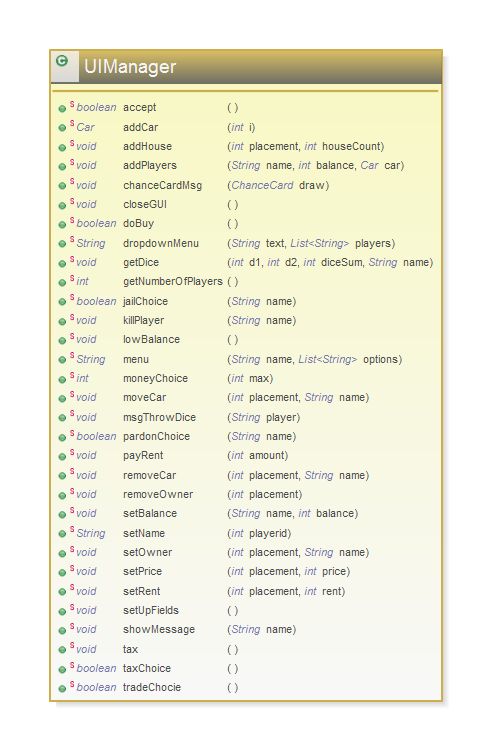 C UIManager
S boolean accept ( )
S Car addCar (int i)
S void addHouse (int placement, int houseCount)
S void addPlayers (String name, int balance, Car car)
S void chanceCardMsg (ChanceCard draw)
S void closeGUI ( )
S boolean doBuy ( )
S String dropdownMenu (String text, List<String> players)
S void getDice (int d1, int d2, int diceSum, String name)
S int getNumberOfPlayers ( )
S boolean jailChoice (String name)
S void killPlayer (String name)
S void lowBalance ( )
S String menu (String name, List<String> options)
S int moneyChoice (int max)
S void moveCar (int placement, String name)
S void msgThrowDice (String player)
S boolean pardonChoice (String name)
S void payRent (int amount)
S void removeCar (int placement, String name)
S void removeOwner (int placement)
S void setBalance (String name, int balance)
S String setName (int playerid)
S void setOwner (int placement, String name)
S void setPrice (int placement, int price)
S void setRent (int placement, int rent)
S void setUpFields ( )
S void showMessage (String name)
S void tax ( )
S boolean taxChoice ( )
S boolean tradeChocie ( )